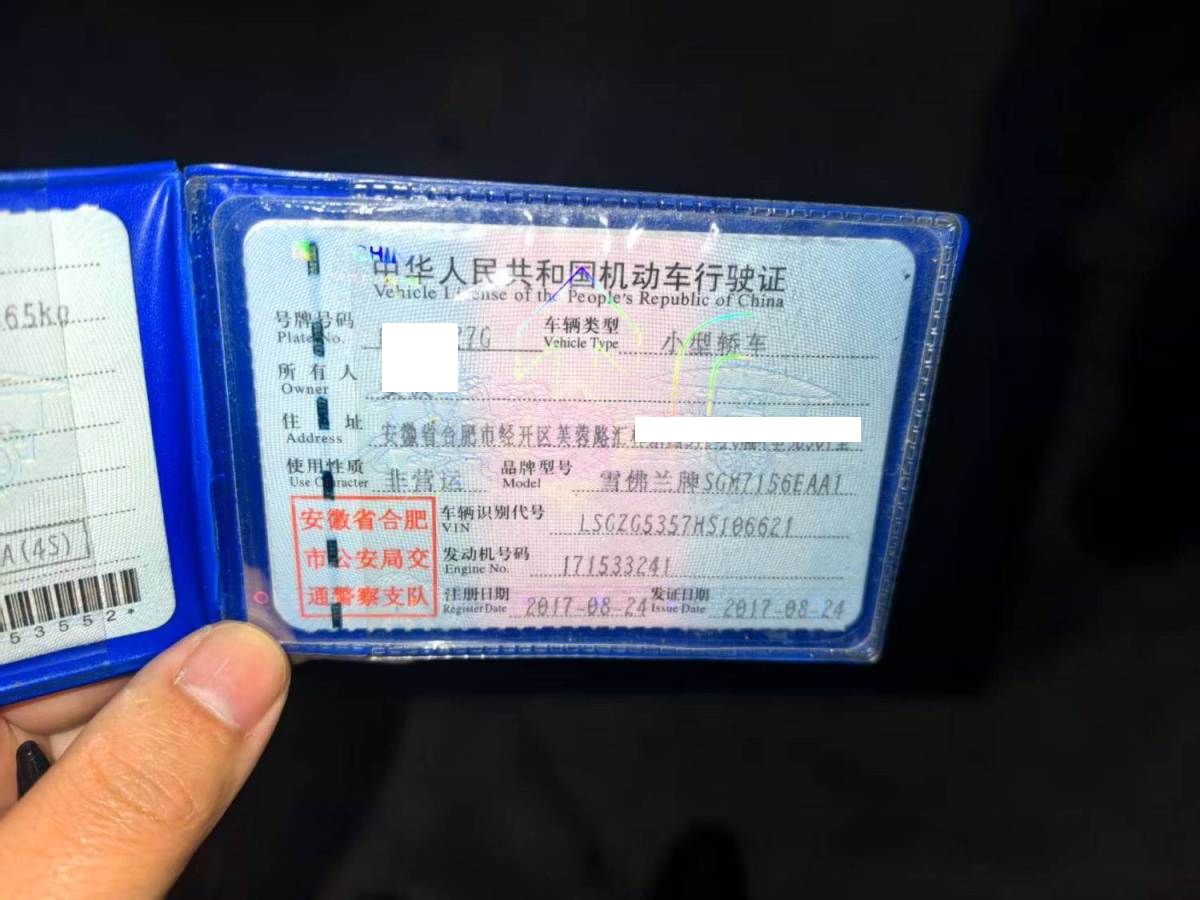 65kg
A(4S)
53552*
中华人民共和国机动车行驶证
Vehicle License of the People's Republic of China
号牌号码 27G 车辆类型 小型轿车
Plate No. Vehicle Type
所有人
Owner
住址 安徽省合肥市经开区芙蓉路汇
Address
使用性质 非营运 品牌型号 雪佛兰牌SGM7156EAA1
Use Character Model
安徽省合肥 车辆识别代号 LSGZG5357HS106621
VIN
市公安局交 发动机号码 171533241
Engine No.
通警察支队 注册日期 2017-08-24 发证日期 2017-08-24
Register Date Issue Date